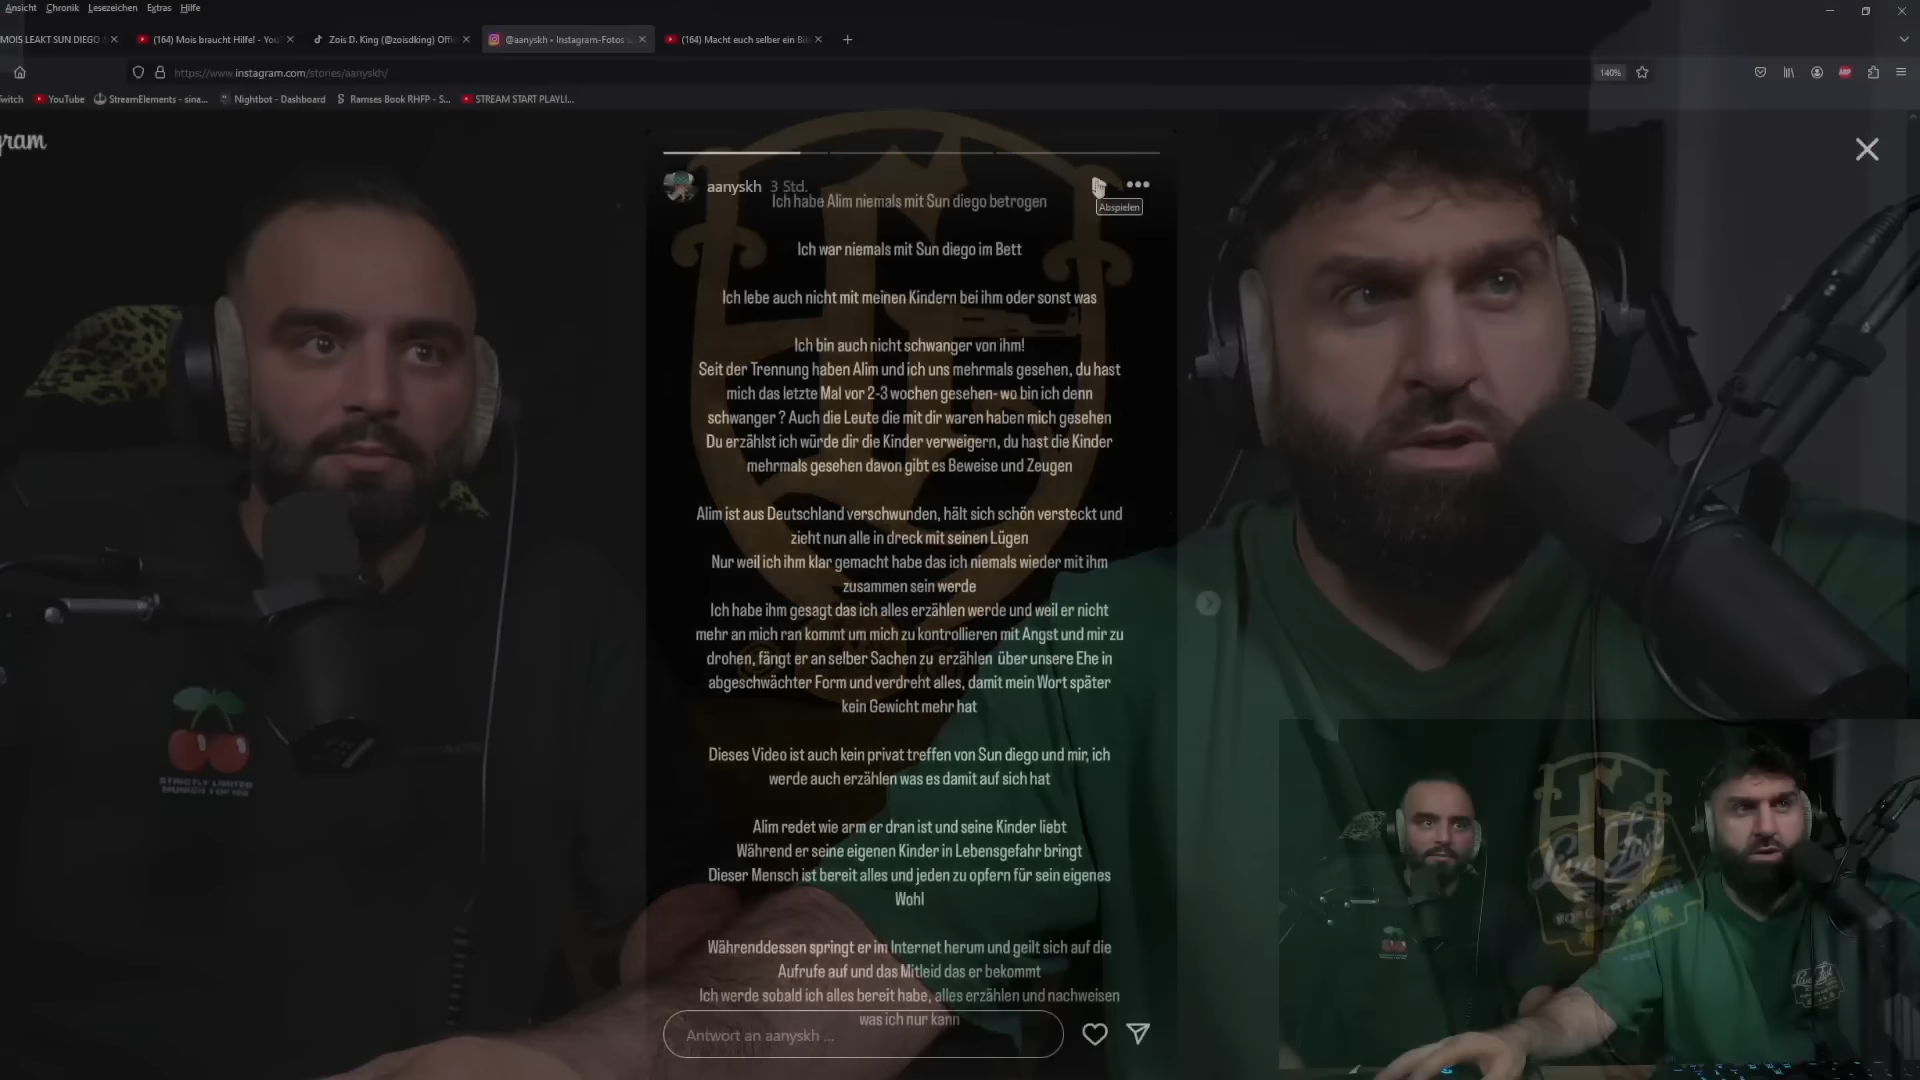 Ansicht Chronik Lesezeichen Extras Hilfe
MOIS LEAKT SUN DIEGO
(164) Mois braucht Hilfe! - You
Zois D. King (@zoisdking) Offi
@aanyskh • Instagram-Fotos u
(164) Macht euch selber ein Bil
https://www.instagram.com/stories/aanyskh/
140%
witch
YouTube
StreamElements - sina...
Nightbot - Dashboard
Ramses Book RHFP - S...
STREAM START PLAYLI...
gram
aanyskh 3 Std.
Abspielen
Ich habe Alim niemals mit Sun diego betrogen
Ich war niemals mit Sun diego im Bett
Ich lebe auch nicht mit meinen Kindern bei ihm oder sonst was
Ich bin auch nicht schwanger von ihm!
Seit der Trennung haben Alim und ich uns mehrmals gesehen, du hast
mich das letzte Mal vor 2-3 wochen gesehen- wo bin ich denn
schwanger ? Auch die Leute die mit dir waren haben mich gesehen
Du erzählst ich würde dir die Kinder verweigern, du hast die Kinder
mehrmals gesehen davon gibt es Beweise und Zeugen
Alim ist aus Deutschland verschwunden, hält sich schön versteckt und
zieht nun alle in dreck mit seinen Lügen
Nur weil ich ihm klar gemacht habe das ich niemals wieder mit ihm
zusammen sein werde
Ich habe ihm gesagt das ich alles erzählen werde und weil er nicht
mehr an mich ran kommt um mich zu kontrollieren mit Angst und mir zu
drohen, fängt er an selber Sachen zu erzählen über unsere Ehe in
abgeschwächter Form und verdreht alles, damit mein Wort später
kein Gewicht mehr hat
Dieses Video ist auch kein privat treffen von Sun diego und mir, ich
werde auch erzählen was es damit auf sich hat
Alim redet wie arm er dran ist und seine Kinder liebt
Während er seine eigenen Kinder in Lebensgefahr bringt
Dieser Mensch ist bereit alles und jeden zu opfern für sein eigenes
Wohl
Währenddessen springt er im Internet herum und geilt sich auf die
Aufrufe auf und das Mitleid das er bekommt
Ich werde sobald ich alles bereit habe, alles erzählen und nachweisen
was ich nur kann
Antwort an aanyskh ...
STRICTLY LIMITED